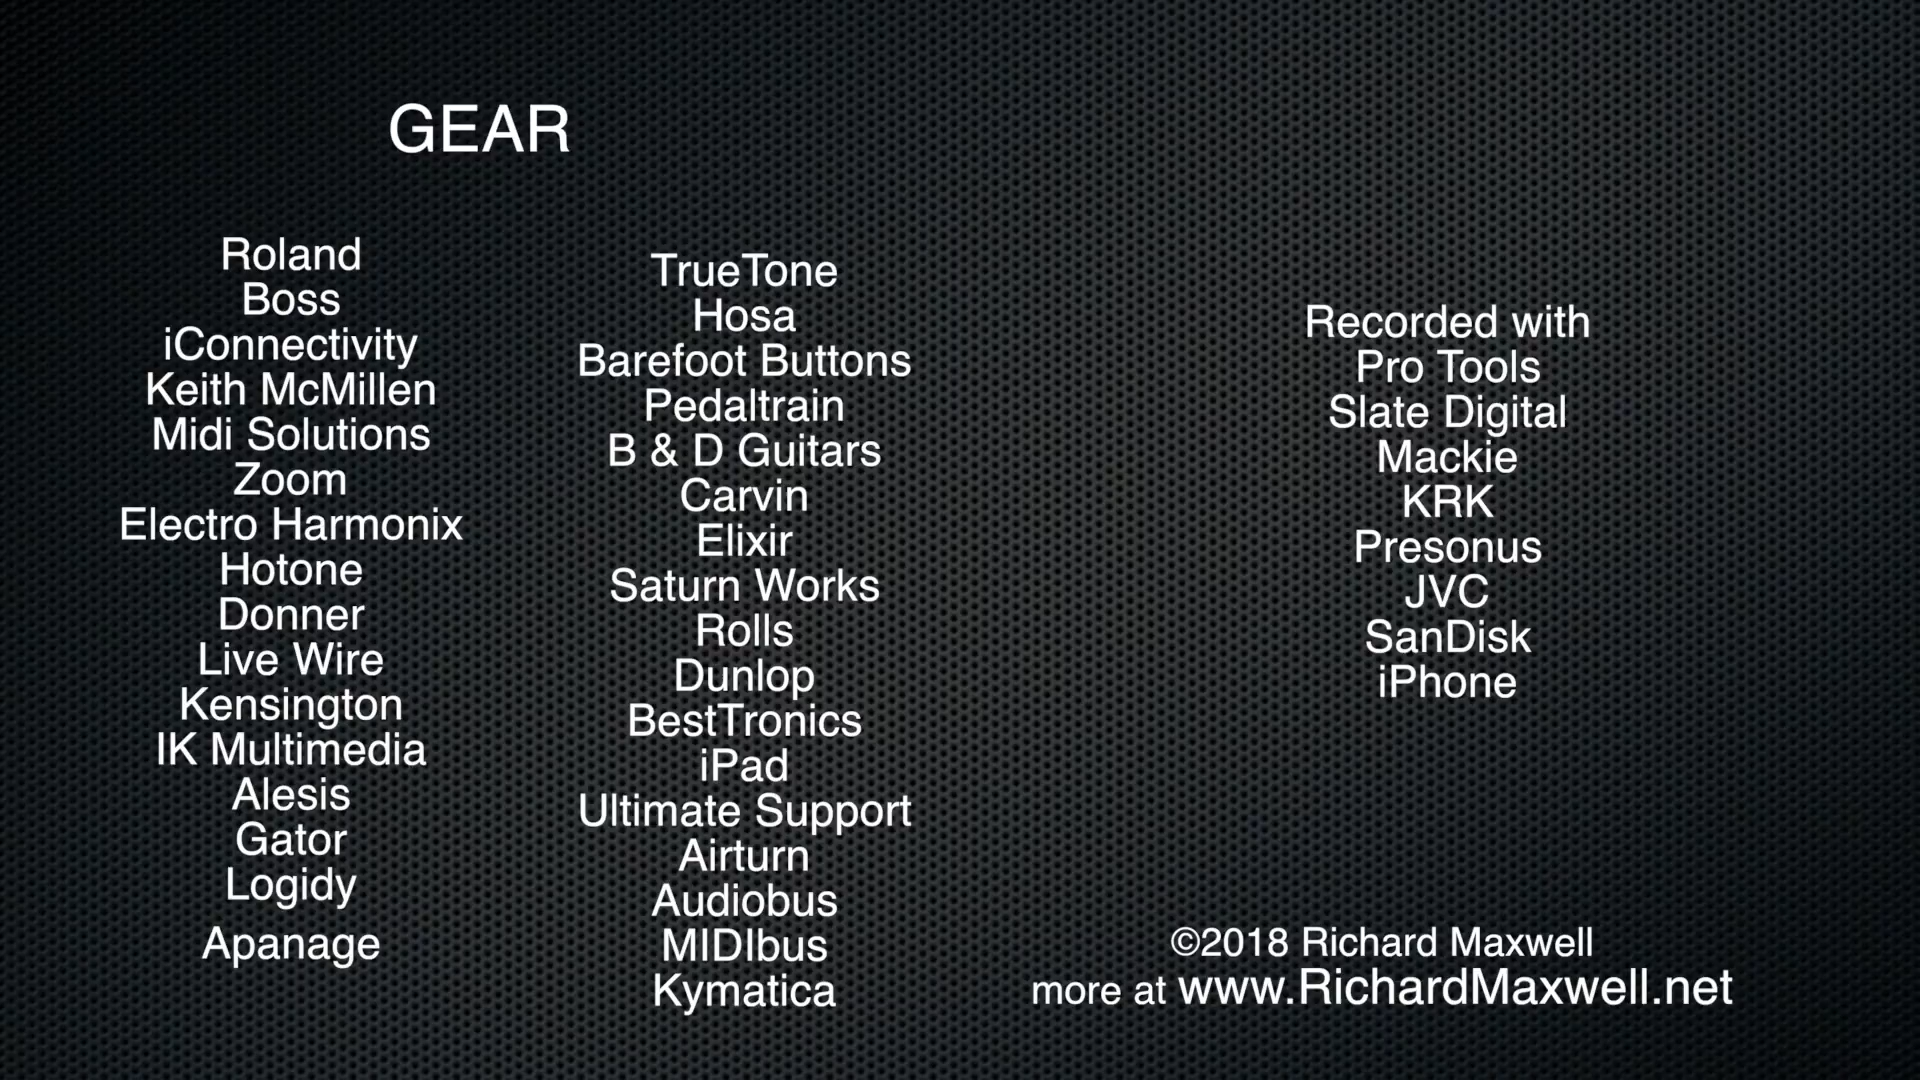 GEAR
Roland
Boss
iConnectivity
Keith McMillen
Midi Solutions
Zoom
Electro Harmonix
Hotone
Donner
Live Wire
Kensington
IK Multimedia
Alesis
Gator
Logidy
Apanage
TrueTone
Hosa
Barefoot Buttons
Pedaltrain
B & D Guitars
Carvin
Elixir
Saturn Works
Rolls
Dunlop
BestTronics
iPad
Ultimate Support
Airturn
Audiobus
MIDIbus
Kymatica
Recorded with
Pro Tools
Slate Digital
Mackie
KRK
Presonus
JVC
SanDisk
iPhone
©2018 Richard Maxwell
more at www.RichardMaxwell.net